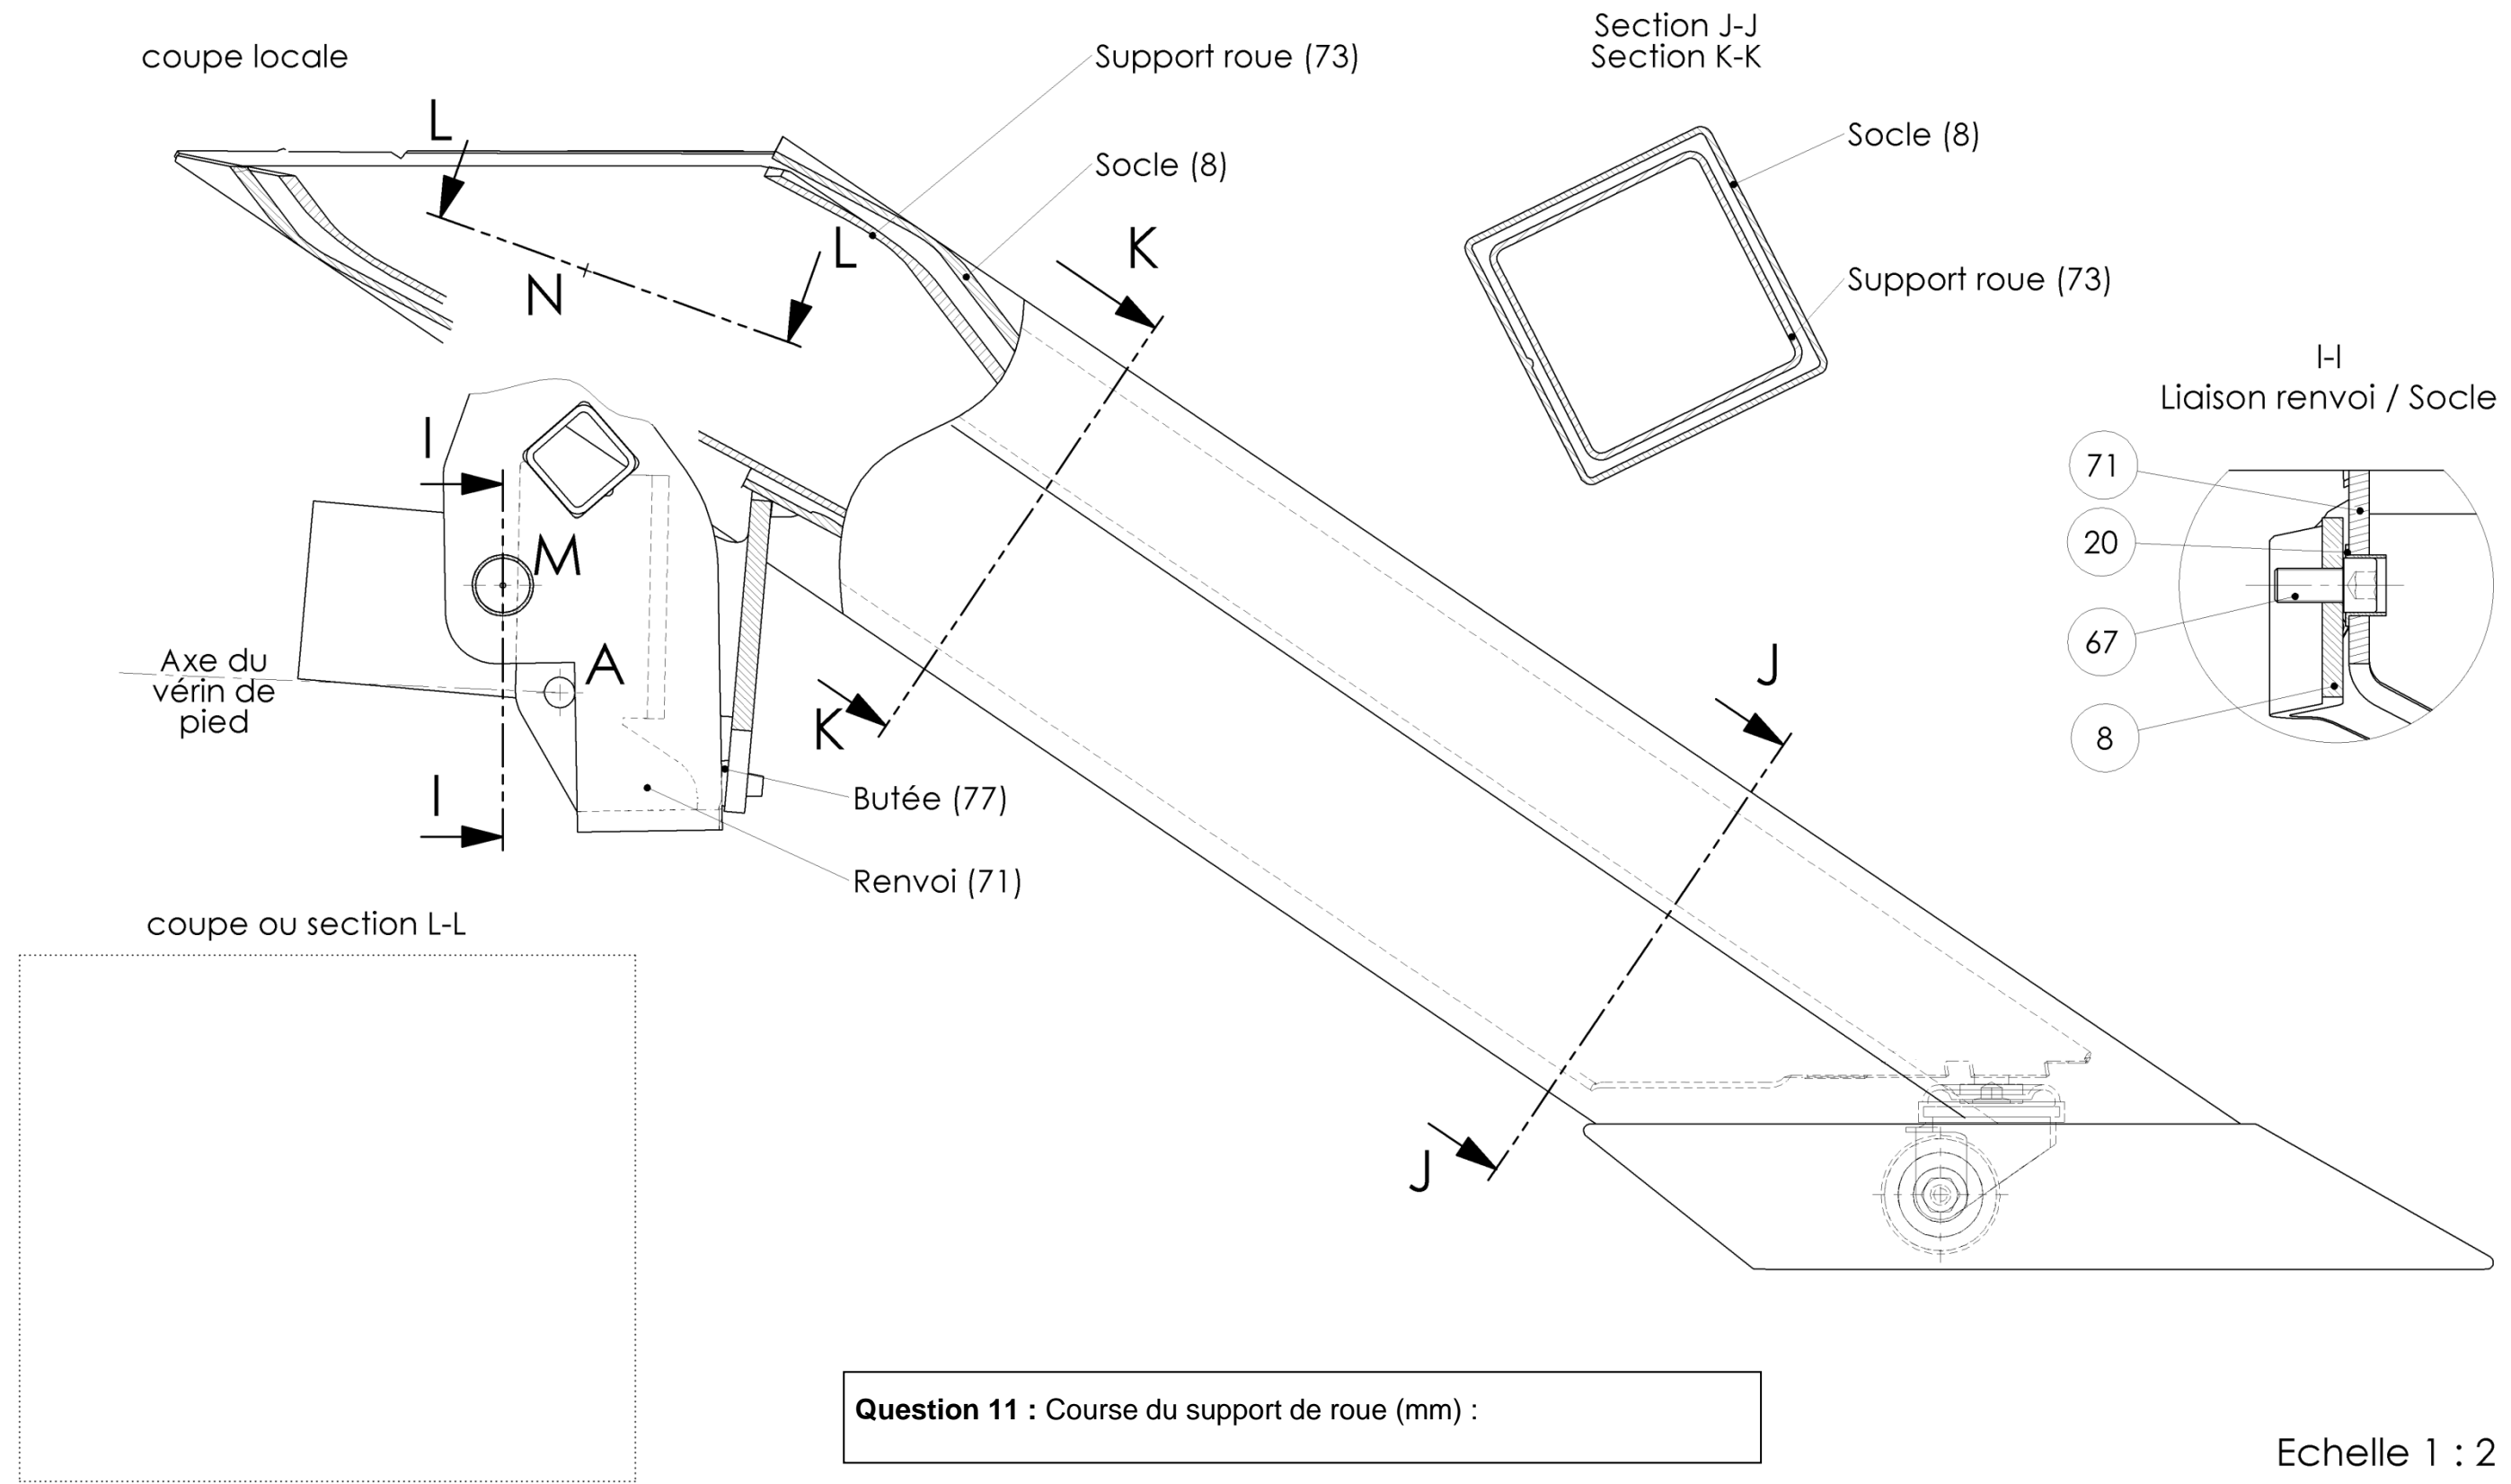 coupe locale
Support roue (73)
Socle (8)
Section J-J
Section K-K
Socle (8)
Support roue (73)
L
L
N
K
K
I-I
Liaison renvoi / Socle
71
20
67
8
I
M
A
I
Axe du
vérin de
pied
J
J
Butée (77)
Renvoi (71)
coupe ou section L-L
Question 11 : Course du support de roue (mm) :
Echelle 1 : 2